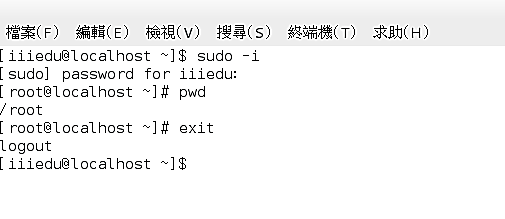 檔案(F) 編輯(E) 檢視(V) 搜尋(S) 終端機(T) 求助(H)
[iiiedu@localhost ~]$ sudo -i
[sudo] password for iiiedu:
[root@localhost ~]# pwd
/root
[root@localhost ~]# exit
logout
[iiiedu@localhost ~]$